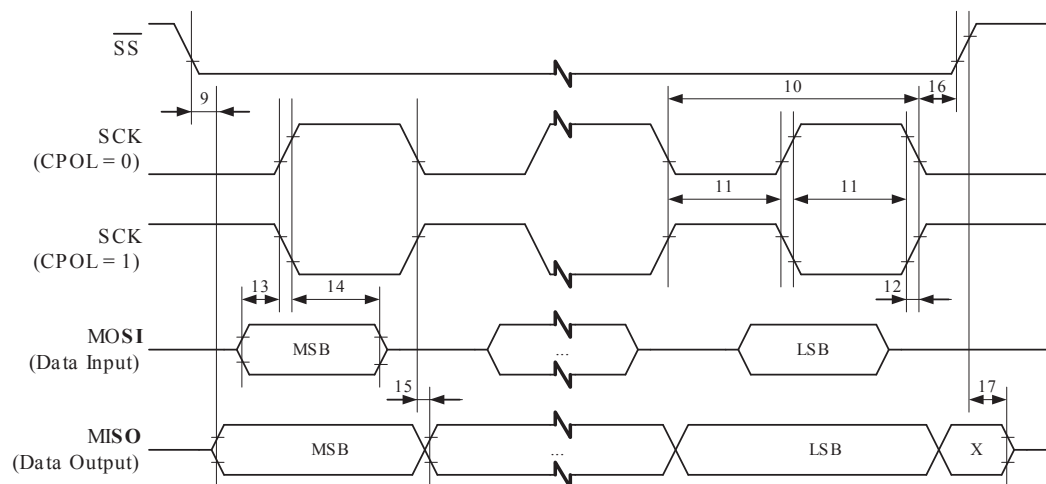 SS
10
16
9
SCK
(CPOL = 0)
11
11
SCK
(CPOL = 1)
13
14
12
MOSI
(Data Input)
MSB
...
LSB
15
17
MISO
(Data Output)
MSB
...
LSB
X